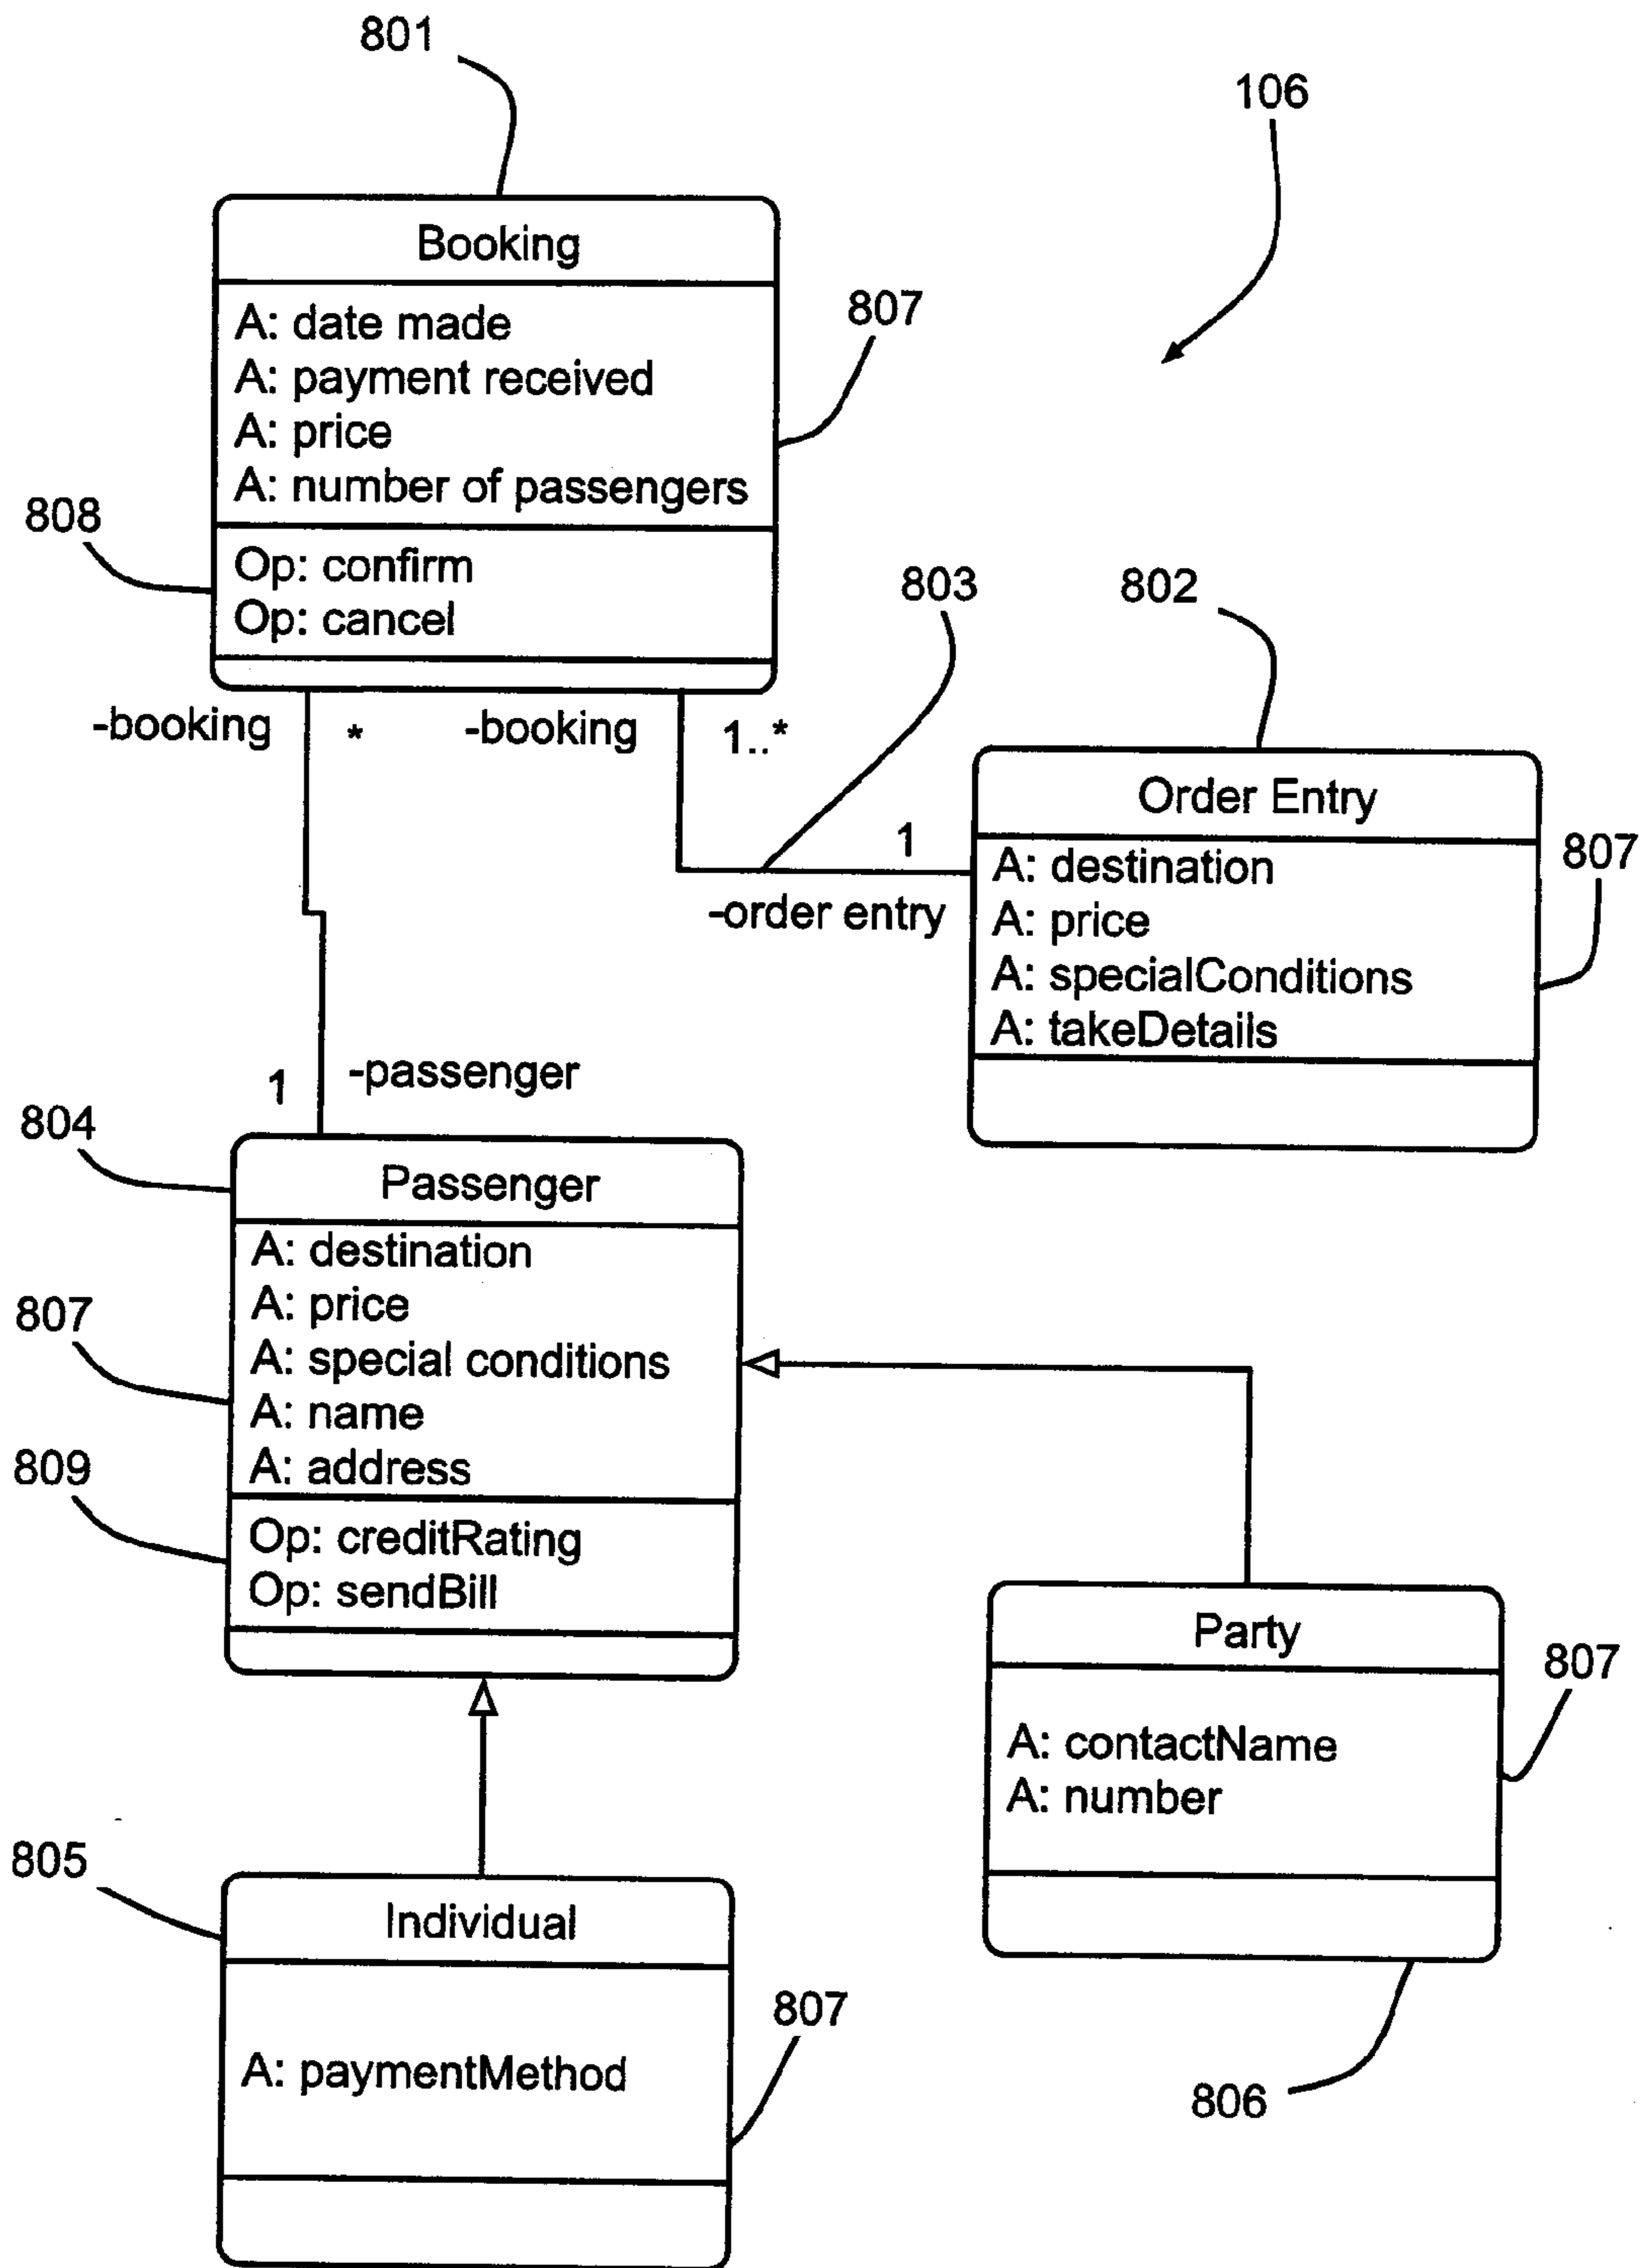 801
106
Booking
A: date made
A: payment received
A: price
A: number of passengers
807
808
Op: confirm
Op: cancel
803
802
-booking
*
-booking
1..*
Order Entry
A: destination
A: price
A: specialConditions
A: takeDetails
807
1
-order entry
1
-passenger
804
Passenger
A: destination
A: price
A: special conditions
A: name
A: address
807
809
Op: creditRating
Op: sendBill
Party
A: contactName
A: number
807
805
Individual
A: paymentMethod
807
806